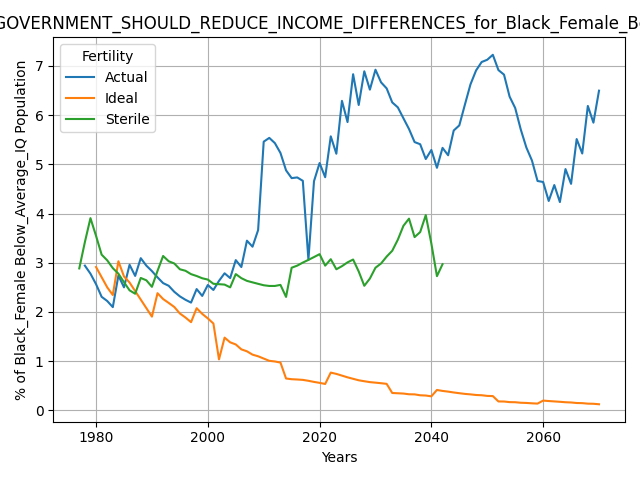 GOVERNMENT_SHOULD_REDUCE_INCOME_DIFFERENCES_for_Black_Female_B
Fertility
Actual
Ideal
Sterile
% of Black_Female Below_Average_IQ Population
7
6
5
4
3
2
1
0
1980 2000 2020 2040 2060
Years